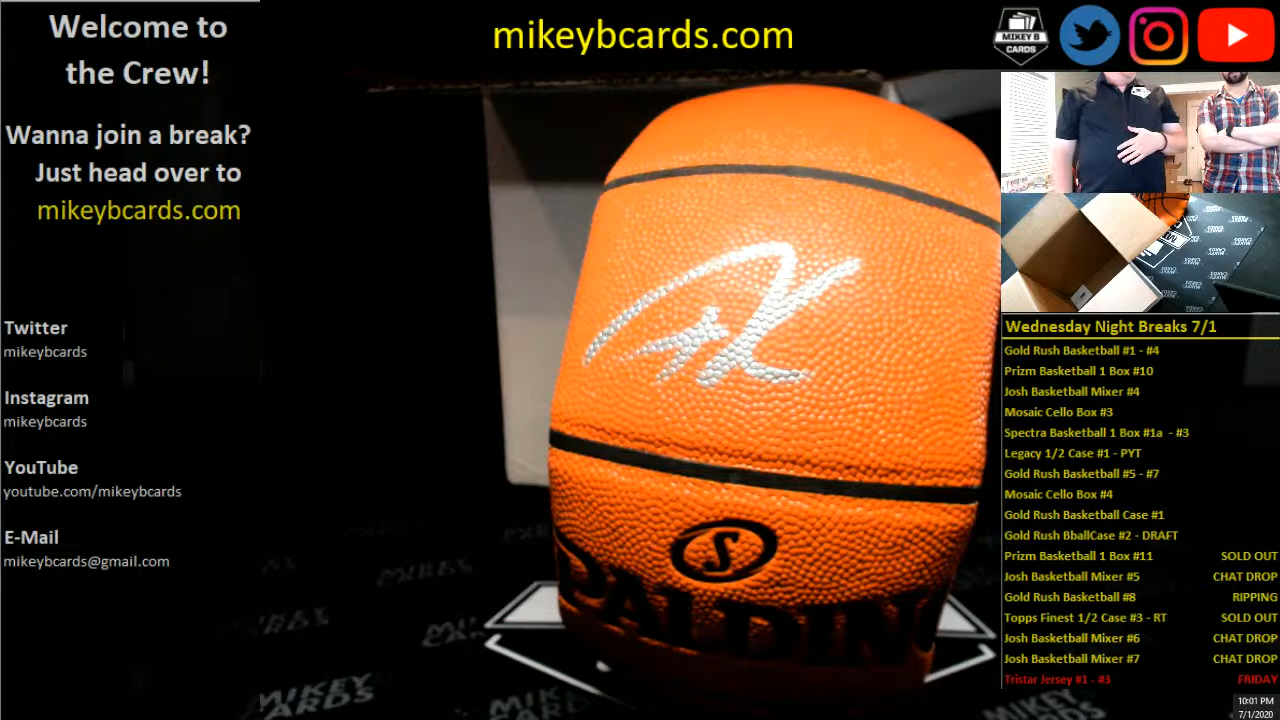 Welcome to
the Crew!
Wanna join a break?
Just head over to
mikeybcards.com
Twitter
mikeybcards
Instagram
mikeybcards
YouTube
youtube.com/mikeybcards
E-Mail
mikeybcards@gmail.com
mikeybcards.com
MIKEY B
CARDS
S
SPALDING
MIKEY
CARDS
Wednesday Night Breaks 7/1
Gold Rush Basketball #1 - #4
Prizm Basketball 1 Box #10
Josh Basketball Mixer #4
Mosaic Cello Box #3
Spectra Basketball 1 Box #1a - #3
Legacy 1/2 Case #1 - PYT
Gold Rush Basketball #5 - #7
Mosaic Cello Box #4
Gold Rush Basketball Case #1
Gold Rush BballCase #2 - DRAFT
Prizm Basketball 1 Box #11 SOLD OUT
Josh Basketball Mixer #5 CHAT DROP
Gold Rush Basketball #8 RIPPING
Topps Finest 1/2 Case #3 - RT SOLD OUT
Josh Basketball Mixer #6 CHAT DROP
Josh Basketball Mixer #7 CHAT DROP
Tristar Jersey #1 - #3 FRIDAY
10:01 PM
7/1/2020